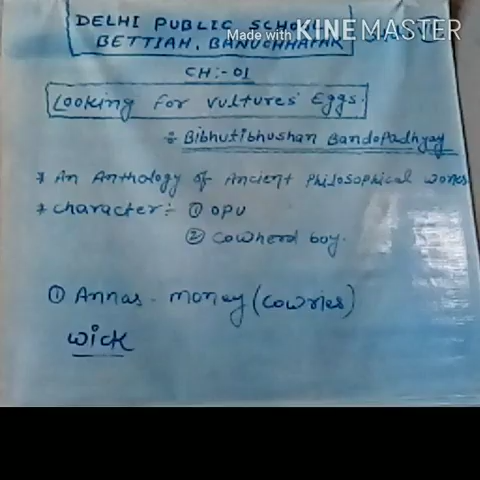 DELHI PUBLIC SCHOOL
BETTIAH, BANUCHHAPAR
Made with KINEMASTER
CH:-01
Looking For Vultures' Eggs.
÷ Bibhutibhushan Bandopadhyay
* An Anthology of Ancient Philosophical works
* Character:- ① OPU
② Cowherd boy.
① Annas - money (cowries)
wick